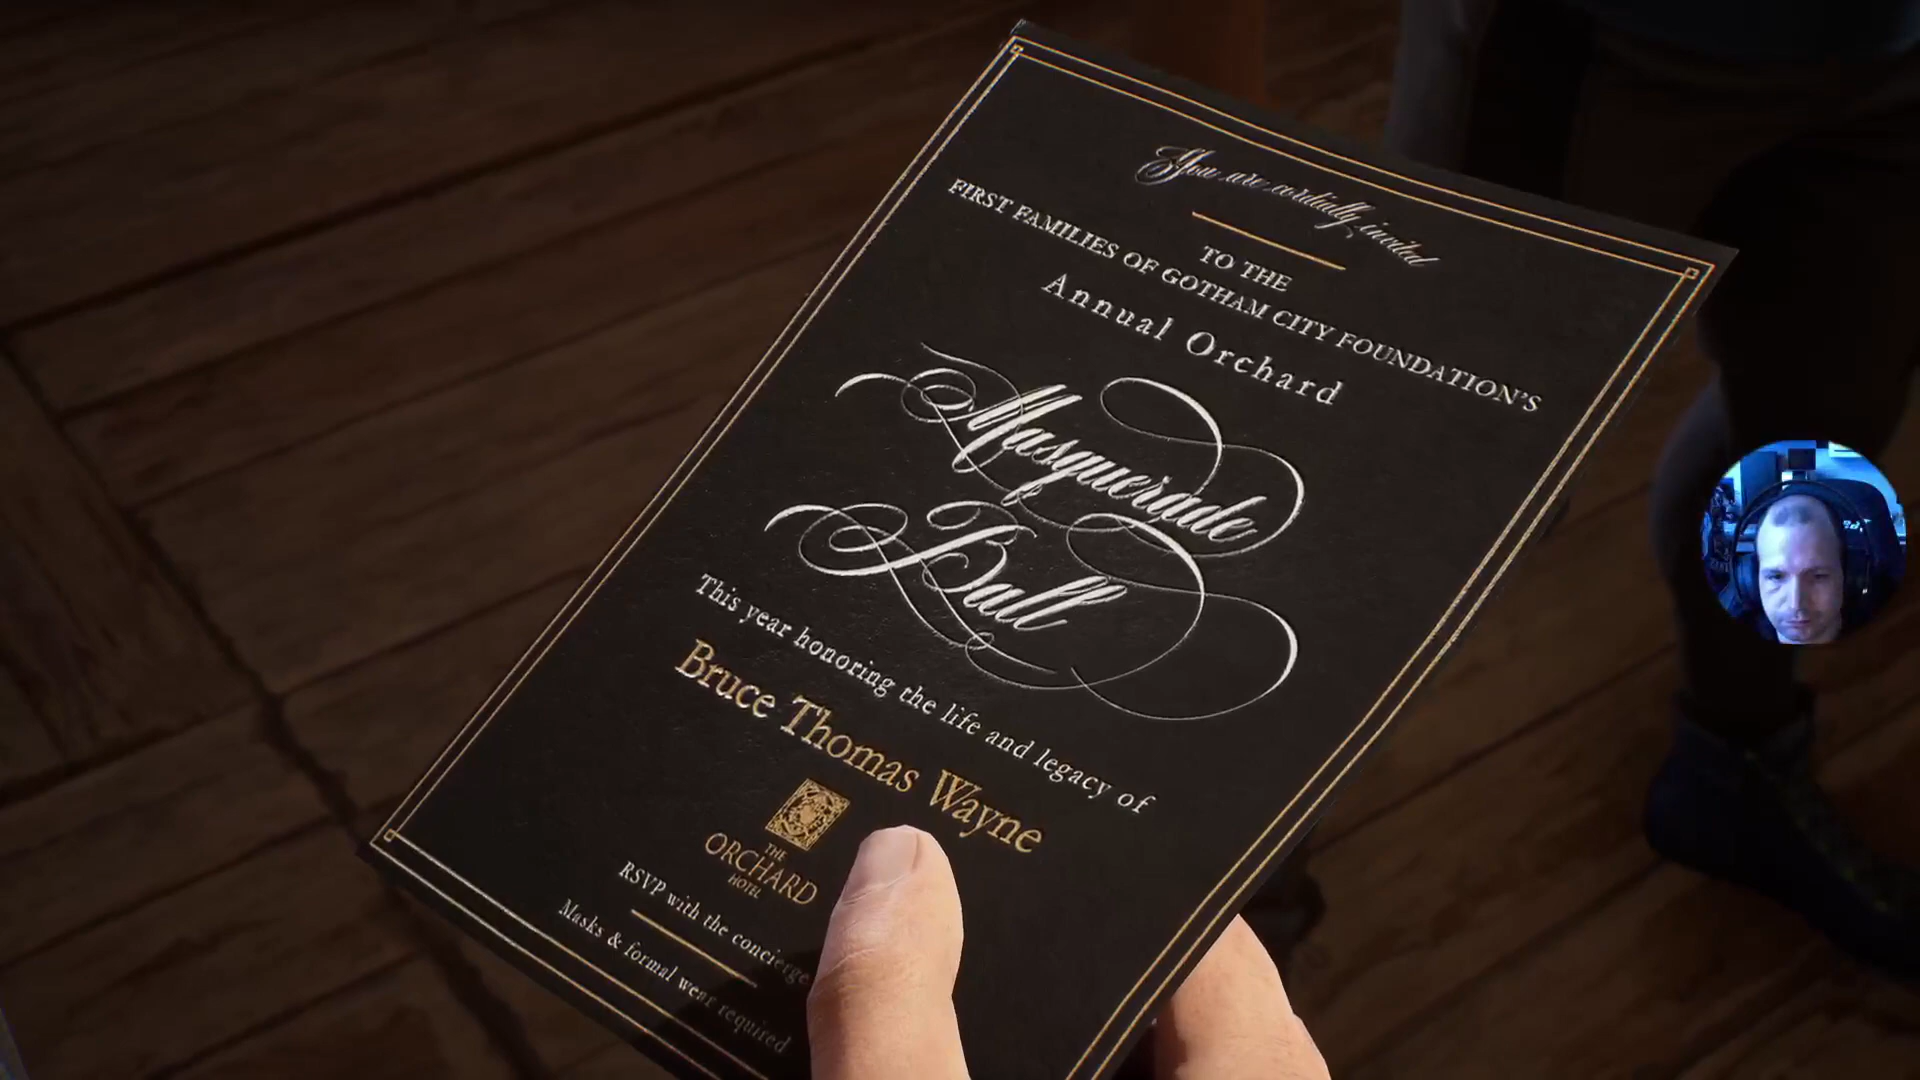 You are cordially invited
TO THE
FIRST FAMILIES OF GOTHAM CITY FOUNDATION'S
Annual Orchard
Masquerade
Ball
This year honoring the life and legacy of
Bruce Thomas Wayne
THE
ORCHARD
HOTEL
RSVP with the concierge
Masks & formal wear required